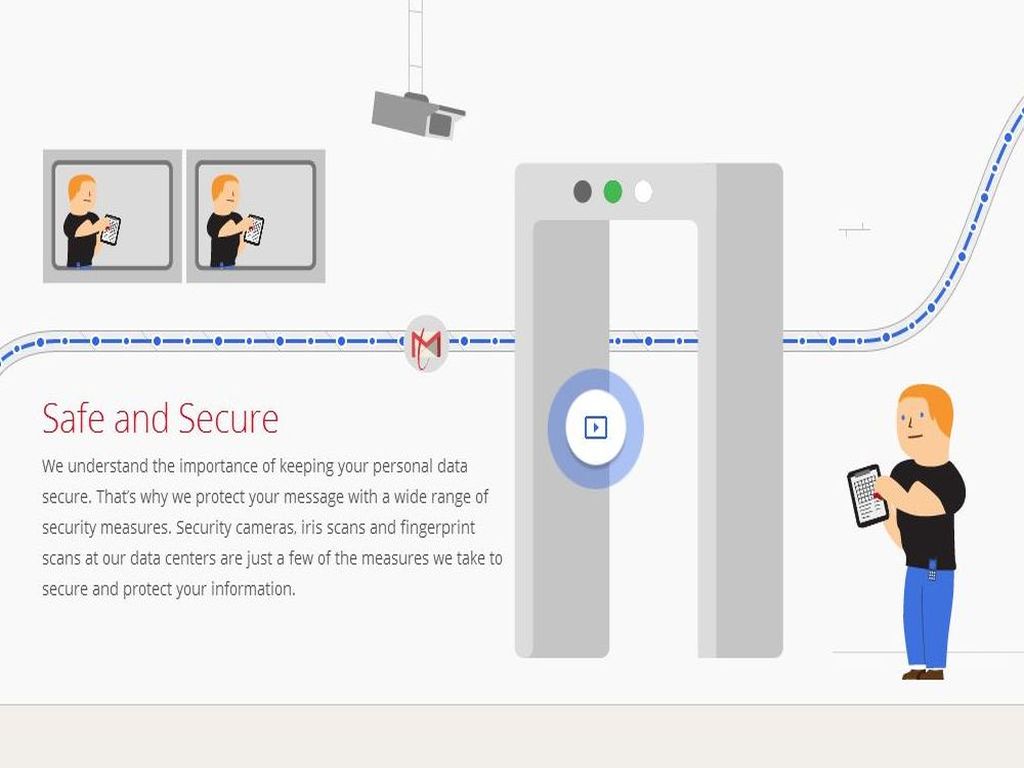 Safe and Secure
We understand the importance of keeping your personal data
secure. That's why we protect your message with a wide range of
security measures. Security cameras, iris scans and fingerprint
scans at our data centers are just a few of the measures we take to
secure and protect your information.